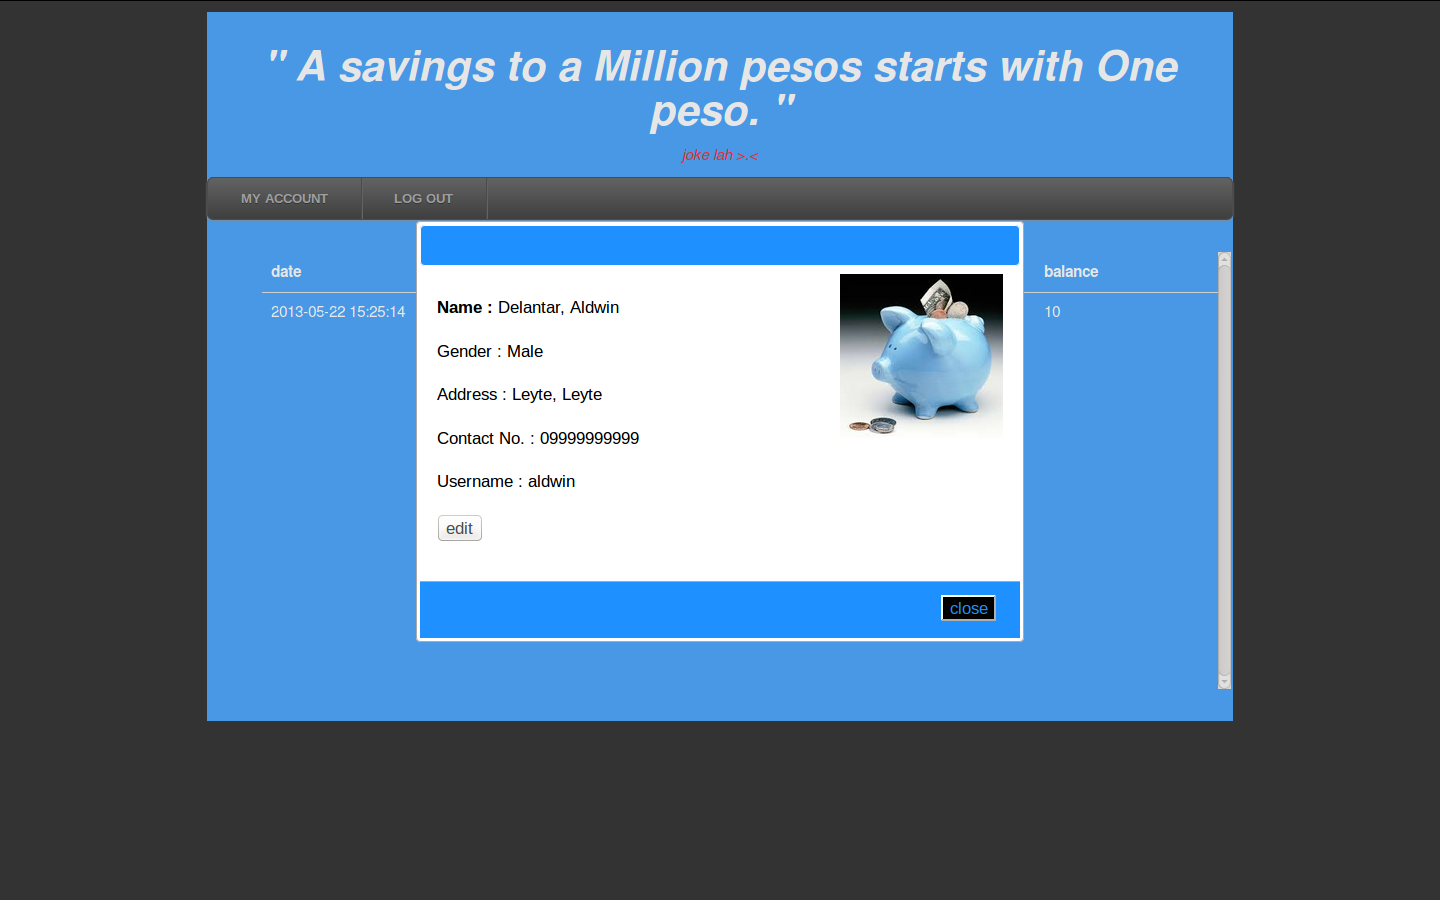 " A savings to a Million pesos starts with One
peso. "
joke lah >.<
MY ACCOUNT LOG OUT
date balance
2013-05-22 15:25:14 10
Name : Delantar, Aldwin
Gender : Male
Address : Leyte, Leyte
Contact No. : 09999999999
Username : aldwin
edit
close